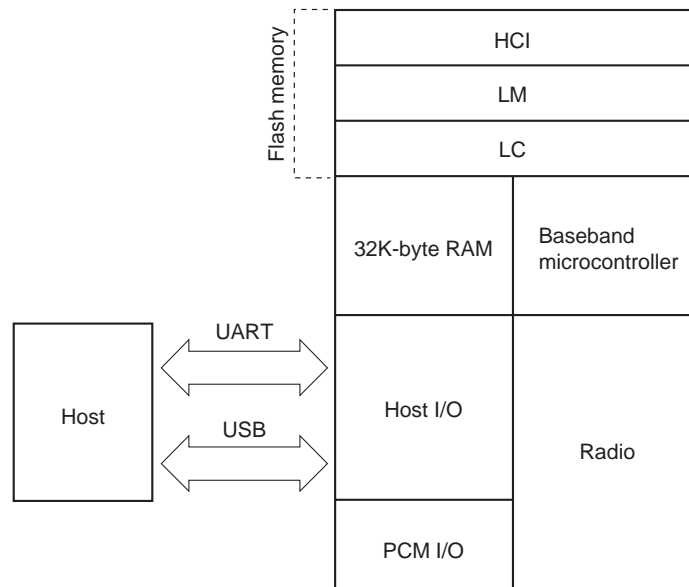 Flash memory
HCI
LM
LC
32K-byte RAM
Baseband
microcontroller
UART
Host
Host I/O
USB
Radio
PCM I/O